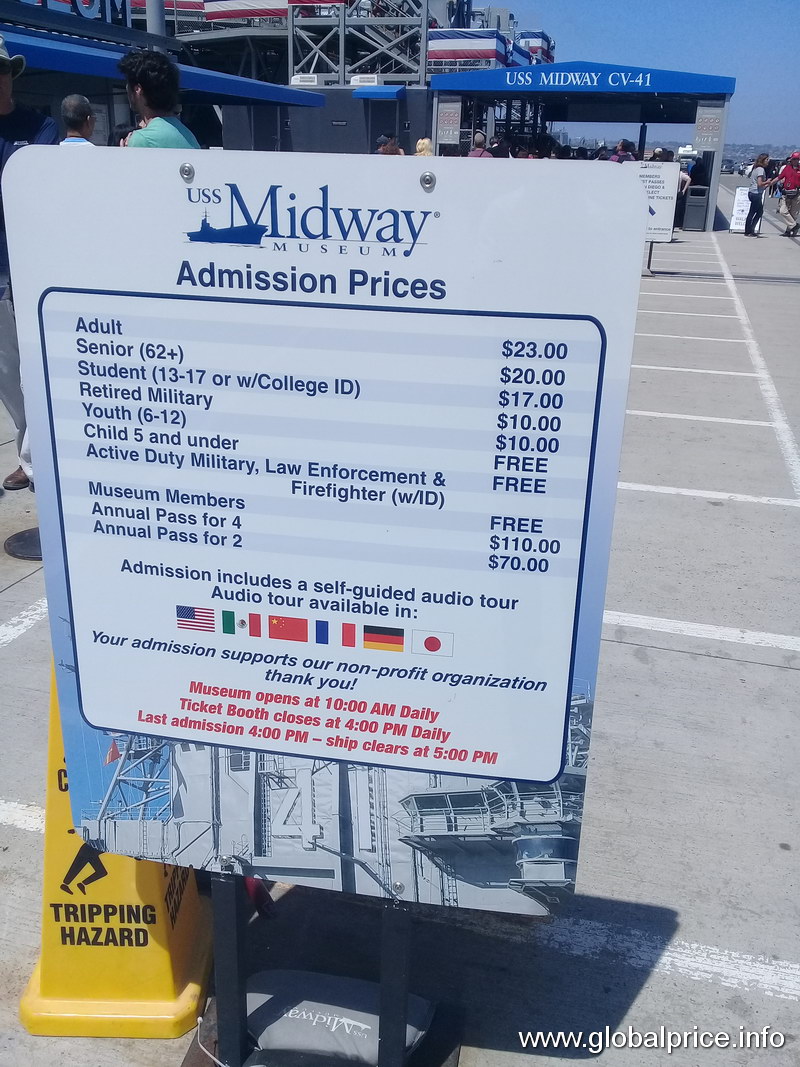 USS MIDWAY CV-41
USS
Midway®
MUSEUM
Admission Prices
Adult $23.00
Senior (62+) $20.00
Student (13-17 or w/College ID) $17.00
Retired Military $10.00
Youth (6-12) $10.00
Child 5 and under FREE
Active Duty Military, Law Enforcement & FREE
Firefighter (w/ID)
Museum Members FREE
Annual Pass for 4 $110.00
Annual Pass for 2 $70.00
Admission includes a self-guided audio tour
Audio tour available in:
Your admission supports our non-profit organization
thank you!
Museum opens at 10:00 AM Daily
Ticket Booth closes at 4:00 PM Daily
Last admission 4:00 PM – ship clears at 5:00 PM
41
TRIPPING
HAZARD
USS Midway
www.globalprice.info